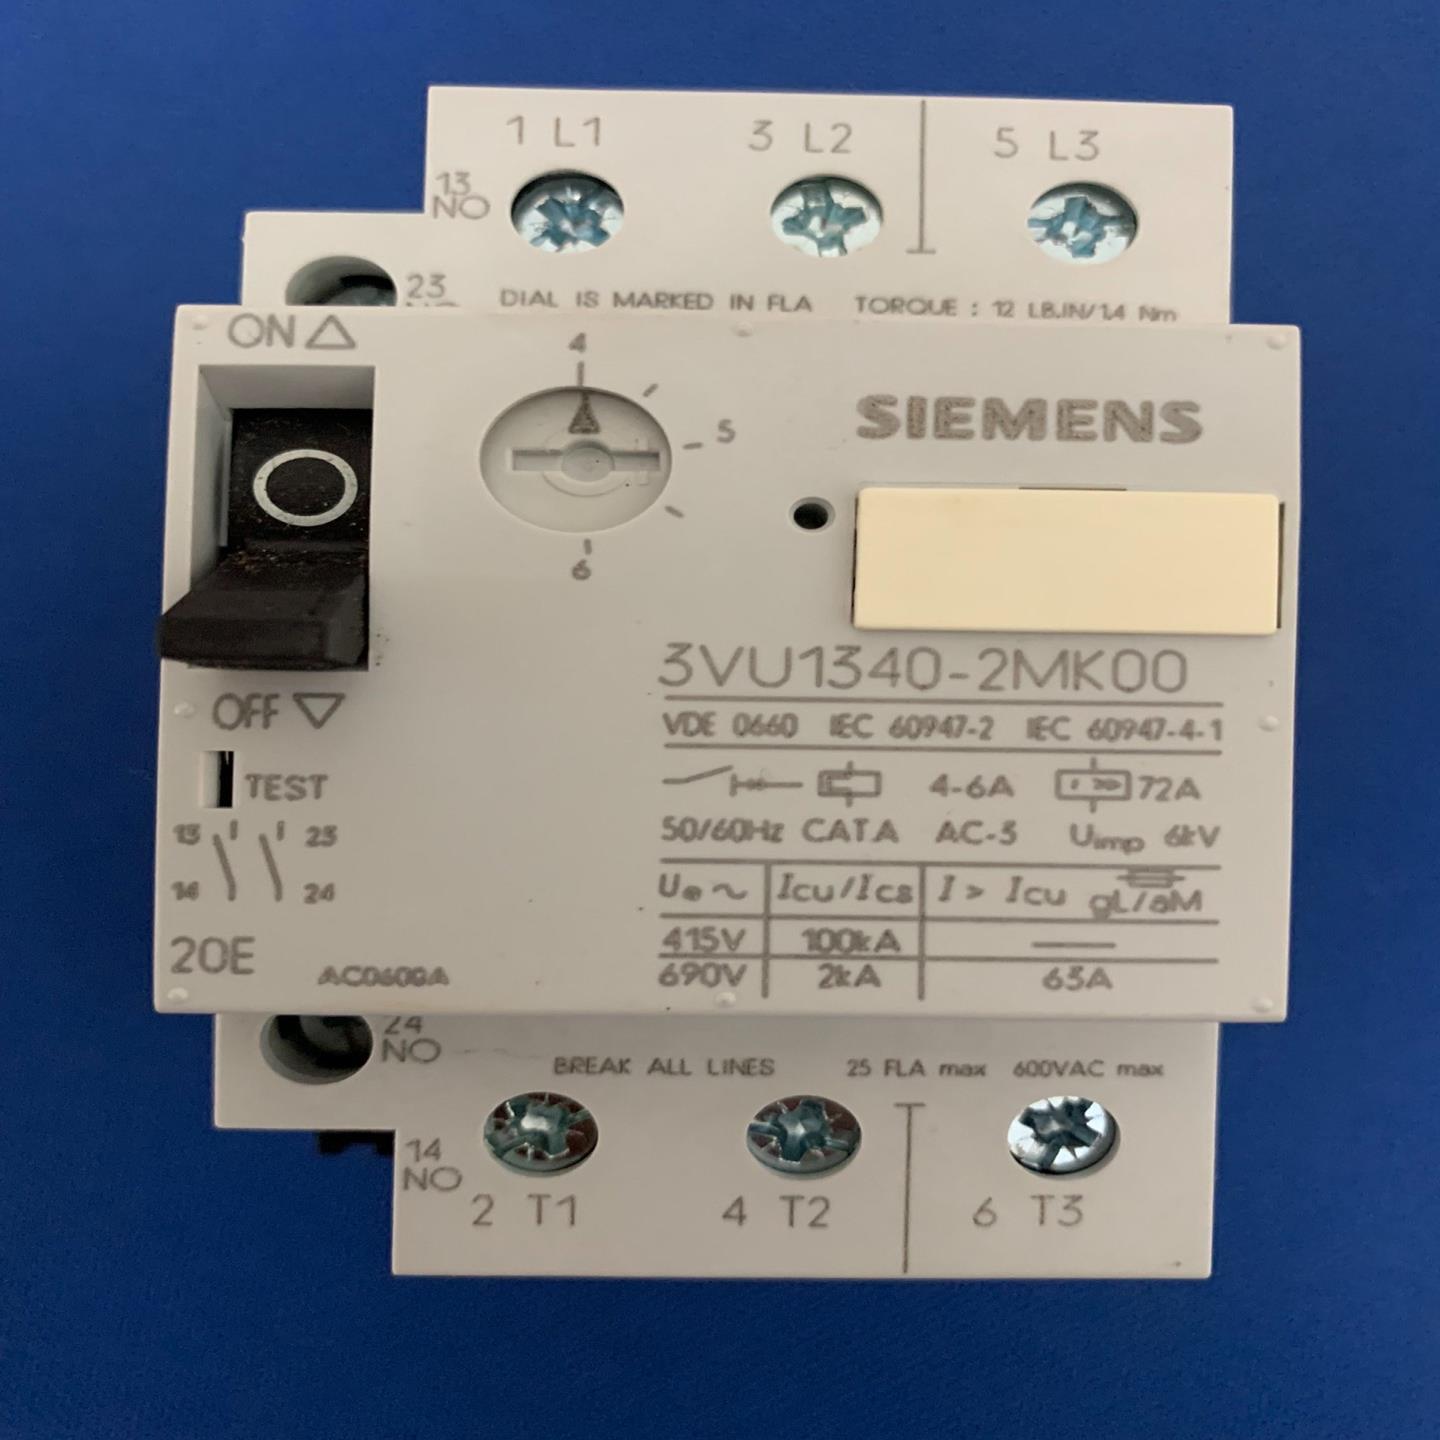 1 L1 3 L2 5 L3
13
NO
23
DIAL IS MARKED IN FLA TORQUE : 12 LB.IN/1.4 Nm
ON △
4
5
6
SIEMENS
O
3VU1340-2MK00
OFF ▽
VDE 0660 IEC 60947-2 IEC 60947-4-1
TEST
4-6A I >> 72A
13 23
50/60Hz CAT A AC-3 Uimp 6kV
14 24
Ue ~ Icu/Ics I > Icu gL/aM
415V 100kA —
20E
690V 2kA 63A
24
NO
BREAK ALL LINES 25 FLA max 600VAC max
14
NO
2 T1 4 T2 6 T3